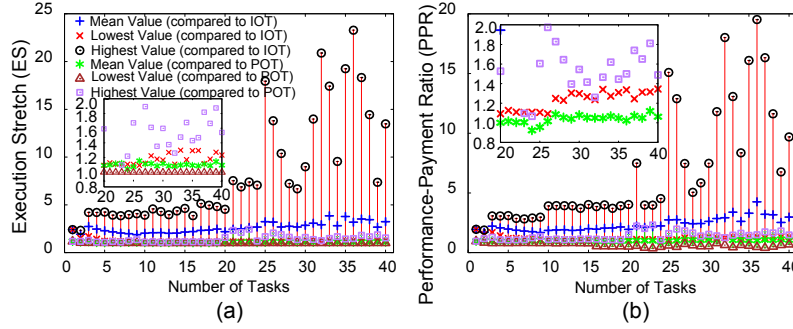 Execution Stretch (ES)
25
20
15
10
5
0
Mean Value (compared to IOT)
Lowest Value (compared to IOT)
Highest Value (compared to IOT)
Mean Value (compared to POT)
Lowest Value (compared to POT)
Highest Value (compared to POT)
2.0
1.8
1.6
1.4
1.2
1.0
0.8
20 25 30 35 40
0 5 10 15 20 25 30 35 40
Number of Tasks
(a)
Performance-Payment Ratio (PPR)
20
15
10
5
0
2.0
1.8
1.6
1.4
1.2
1.0
0.8
20 25 30 35 40
0 5 10 15 20 25 30 35 40
Number of Tasks
(b)